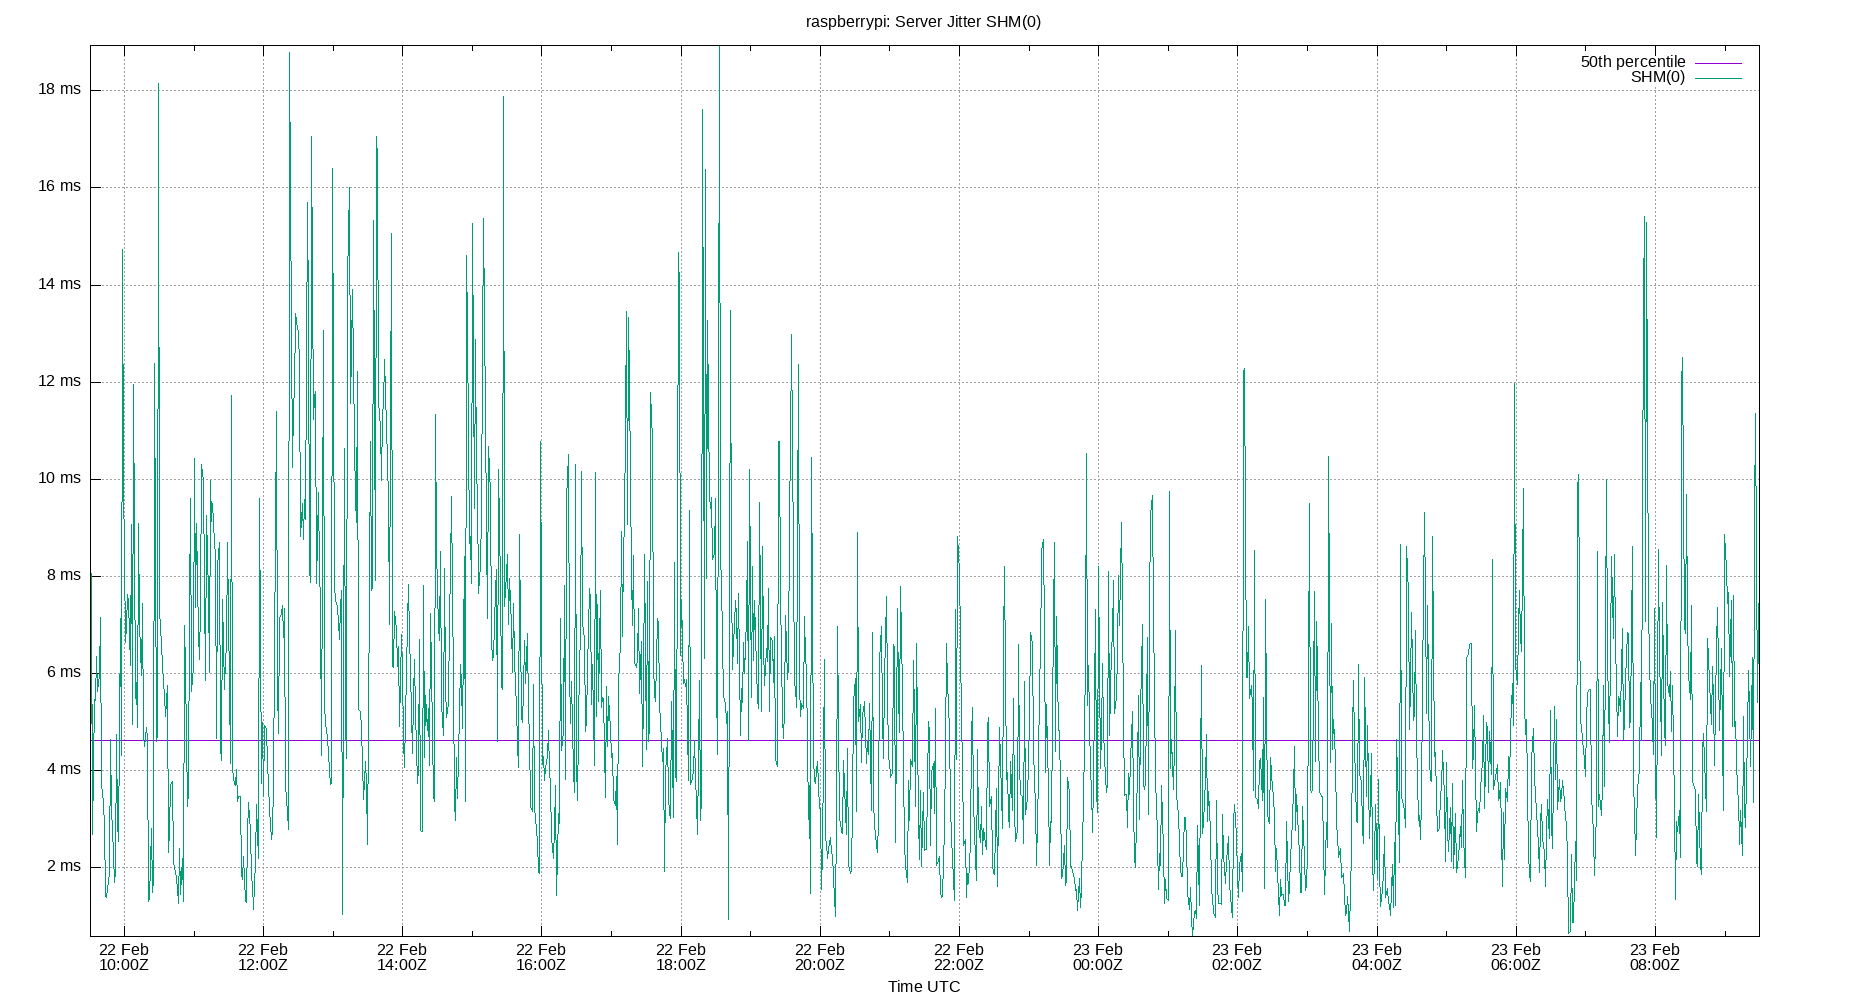 raspberrypi: Server Jitter SHM(0)
50th percentile
SHM(0)
18 ms
16 ms
14 ms
12 ms
10 ms
8 ms
6 ms
4 ms
2 ms
22 Feb 22 Feb 22 Feb 22 Feb 22 Feb 22 Feb 22 Feb 23 Feb 23 Feb 23 Feb 23 Feb 23 Feb
10:00Z 12:00Z 14:00Z 16:00Z 18:00Z 20:00Z 22:00Z 00:00Z 02:00Z 04:00Z 06:00Z 08:00Z
Time UTC